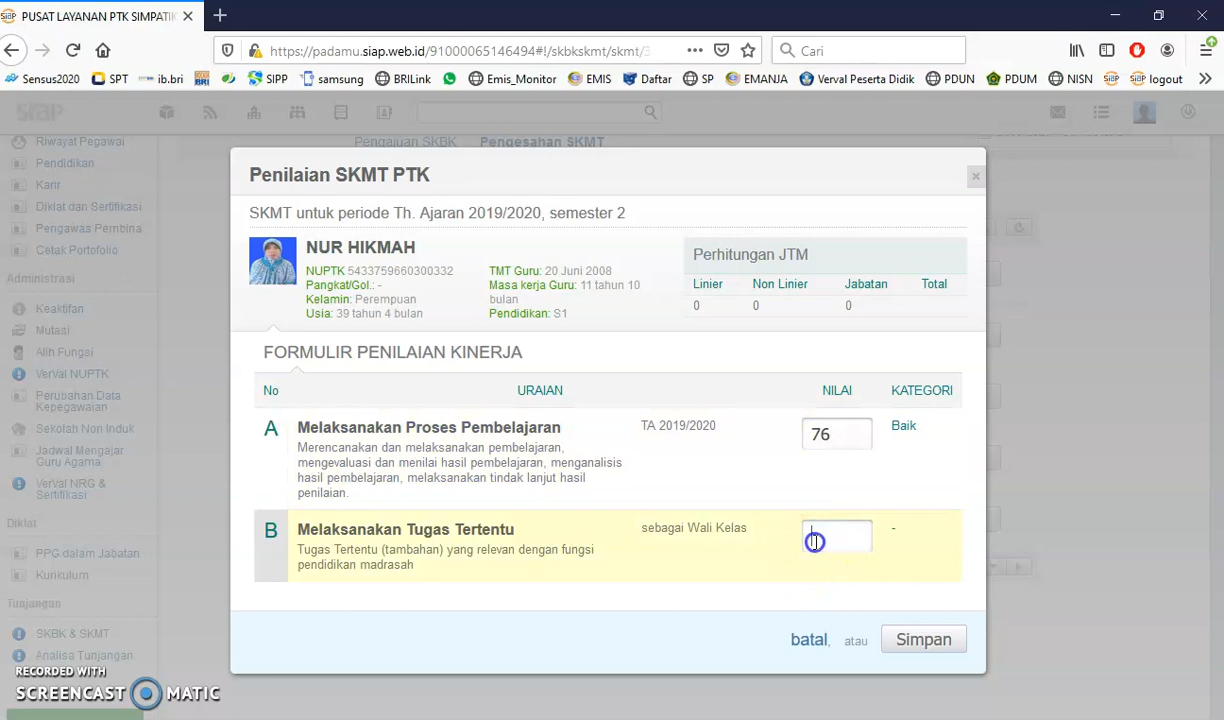 PUSAT LAYANAN PTK SIMPATIK
https://padamu.siap.web.id/91000065146494#!/skbkskmt/skmt/3
Cari
Sensus2020 SPT ib.bri SIPP samsung BRILink Emis_Monitor EMIS Daftar SP EMANJA Verval Peserta Didik PDUN PDUM NISN logout
siap
Riwayat Pegawai
Pendidikan
Karir
Diklat dan Sertifikasi
Pengawas Pembina
Cetak Portofolio
Administrasi
Keaktifan
Mutasi
Alih Fungsi
VerVal NUPTK
Perubahan Data
Kepegawaian
Sekolah Non Induk
Jadwal Mengajar
Guru Agama
VerVal NRG &
Sertifikasi
Diklat
PPG dalam Jabatan
Kurikulum
Tunjangan
SKBK & SKMT
Analisa Tunjangan
Pengajuan SKBK Pengesahan SKMT
Penilaian SKMT PTK
SKMT untuk periode Th. Ajaran 2019/2020, semester 2
NUR HIKMAH
NUPTK 5433759660300332
Pangkat/Gol.: -
Kelamin: Perempuan
Usia: 39 tahun 4 bulan
TMT Guru: 20 Juni 2008
Masa kerja Guru: 11 tahun 10
bulan
Pendidikan: S1
Perhitungan JTM
Linier Non Linier Jabatan Total
0 0 0
FORMULIR PENILAIAN KINERJA
No URAIAN NILAI KATEGORI
A Melaksanakan Proses Pembelajaran TA 2019/2020 76 Baik
Merencanakan dan melaksanakan pembelajaran,
mengevaluasi dan menilai hasil pembelajaran, menganalisis
hasil pembelajaran, melaksanakan tindak lanjut hasil
penilaian.
B Melaksanakan Tugas Tertentu sebagai Wali Kelas -
Tugas Tertentu (tambahan) yang relevan dengan fungsi
pendidikan madrasah
batal, atau Simpan
RECORDED WITH
SCREENCAST MATIC